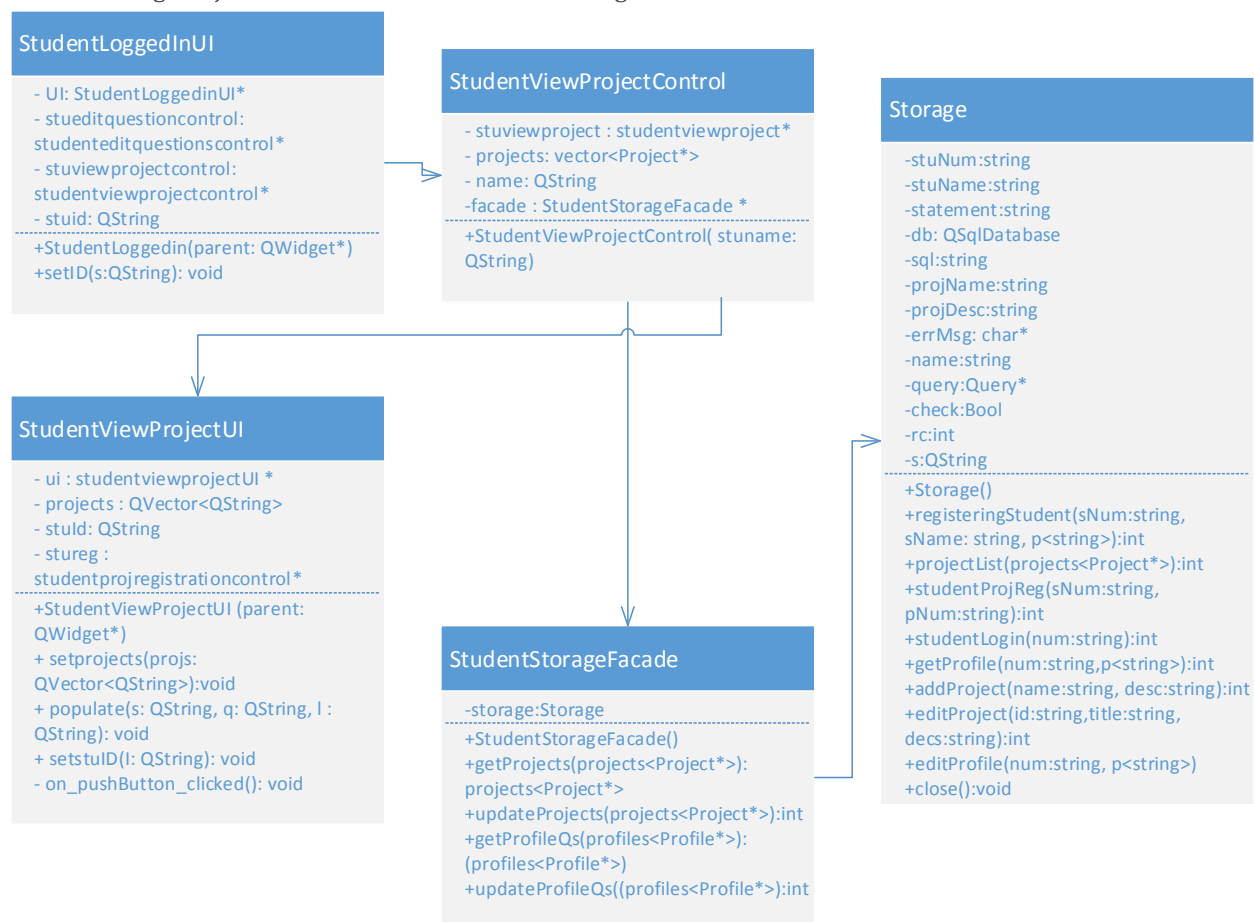 StudentLoggedInUI
- UI: StudentLoggedinUI*
- stueditquestioncontrol:
studenteditquestionscontrol*
- stuviewprojectcontrol:
studentviewprojectcontrol*
- stuid: QString
+StudentLoggedin(parent: QWidget*)
+setID(s:QString): void
StudentViewProjectControl
- stuviewproject : studentviewproject*
- projects: vector<Project*>
- name: QString
-facade : StudentStorageFacade *
+StudentViewProjectControl( stuname:
QString)
Storage
-stuNum:string
-stuName:string
-statement:string
-db: QSqlDatabase
-sql:string
-projName:string
-projDesc:string
-errMsg: char*
-name:string
-query:Query*
-check:Bool
-rc:int
-s:QString
+Storage()
+registeringStudent(sNum:string,
sName: string, p<string>):int
+projectList(projects<Project*>):int
+studentProjReg(sNum:string,
pNum:string):int
+studentLogin(num:string):int
+getProfile(num:string,p<string>):int
+addProject(name:string, desc:string):int
+editProject(id:string,title:string,
decs:string):int
+editProfile(num:string, p<string>)
+close():void
StudentViewProjectUI
- ui : studentviewprojectUI *
- projects : QVector<QString>
- stuId: QString
- stureg :
studentprojregistrationcontrol*
+StudentViewProjectUI (parent:
QWidget*)
+ setprojects(projs:
QVector<QString>):void
+ populate(s: QString, q: QString, l :
QString): void
+ setstuID(I: QString): void
- on_pushButton_clicked(): void
StudentStorageFacade
-storage:Storage
+StudentStorageFacade()
+getProjects(projects<Project*>):
projects<Project*>
+updateProjects(projects<Project*>):int
+getProfileQs(profiles<Profile*>):
(profiles<Profile*>)
+updateProfileQs((profiles<Profile*>):int